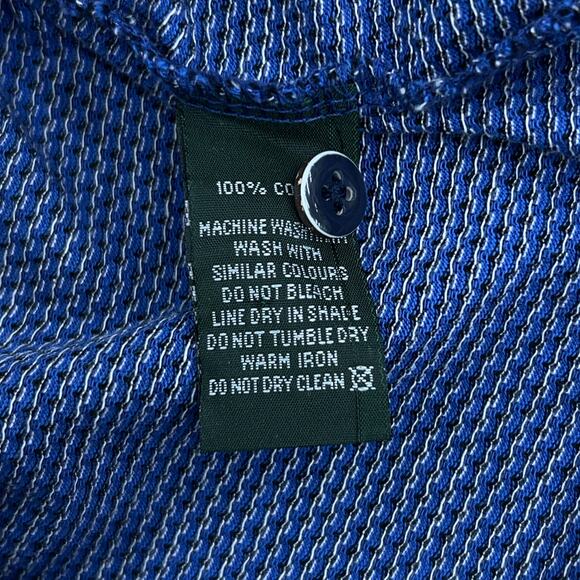 100% CO
MACHINE WASH
WASH WITH
SIMILAR COLOURS
DO NOT BLEACH
LINE DRY IN SHADE
DO NOT TUMBLE DRY
WARM IRON
DO NOT DRY CLEAN